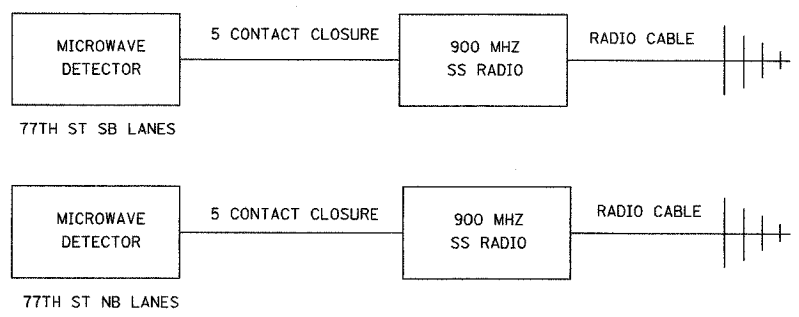 MICROWAVE
DETECTOR
5 CONTACT CLOSURE
900 MHZ
SS RADIO
RADIO CABLE
77TH ST SB LANES
MICROWAVE
DETECTOR
5 CONTACT CLOSURE
900 MHZ
SS RADIO
RADIO CABLE
77TH ST NB LANES